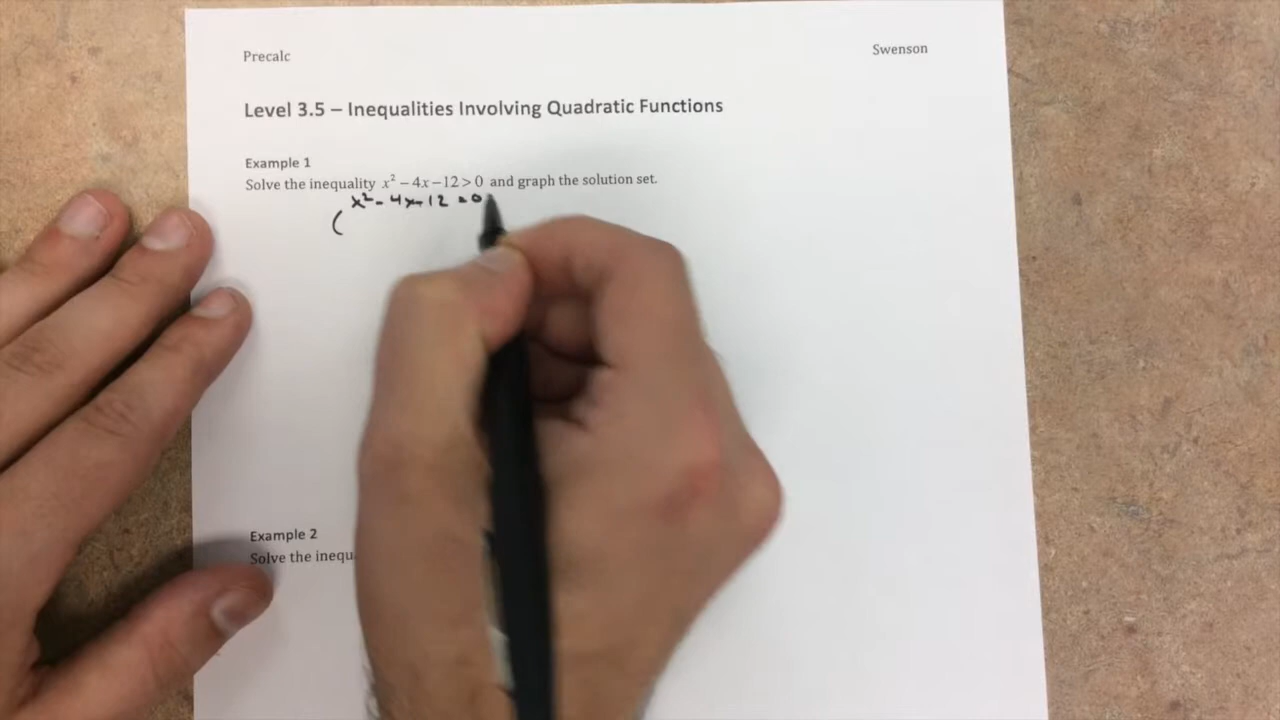 Precalc
Swenson
Level 3.5 – Inequalities Involving Quadratic Functions
Example 1
Solve the inequality x² – 4x – 12 > 0 and graph the solution set.
x² - 4x - 12 = 0
(
Example 2
Solve the inequ